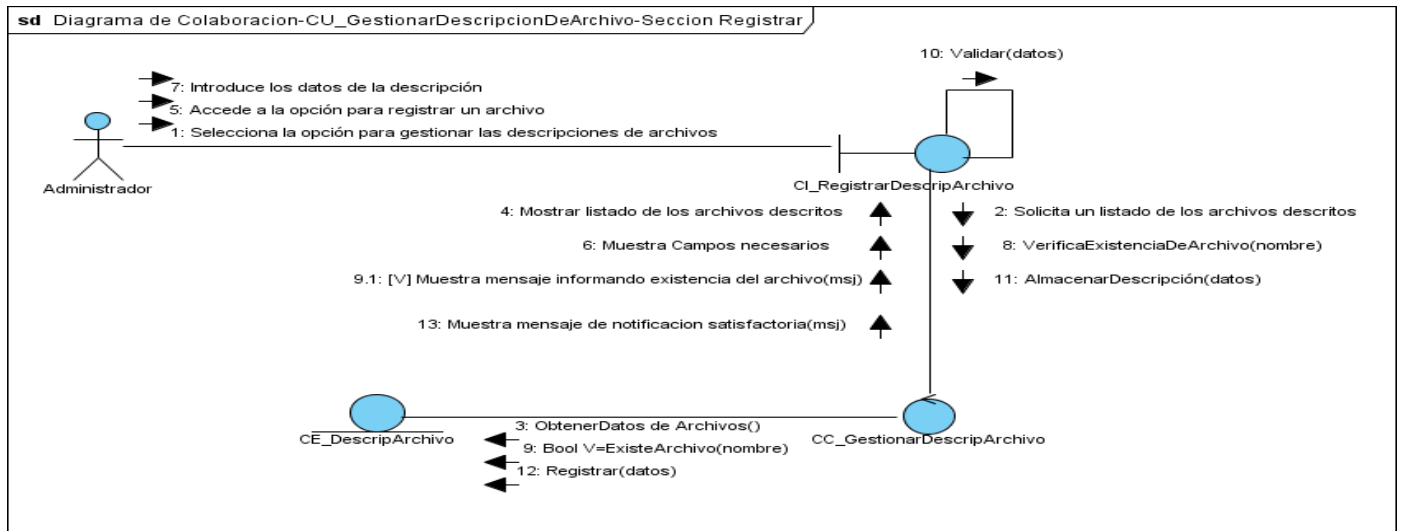 sd Diagrama de Colaboracion-CU_GestionarDescripcionDeArchivo-Seccion Registrar
10: Validar(datos)
7: Introduce los datos de la descripción
5: Accede a la opción para registrar un archivo
1: Selecciona la opción para gestionar las descripciones de archivos
Administrador
CI_RegistrarDescripArchivo
4: Mostrar listado de los archivos descritos
2: Solicita un listado de los archivos descritos
6: Muestra Campos necesarios
8: VerificaExistenciaDeArchivo(nombre)
9.1: [V] Muestra mensaje informando existencia del archivo(msj)
11: AlmacenarDescripción(datos)
13: Muestra mensaje de notificacion satisfactoria(msj)
3: ObtenerDatos de Archivos()
CE_DescripArchivo
CC_GestionarDescripArchivo
9: Bool V=ExisteArchivo(nombre)
12: Registrar(datos)